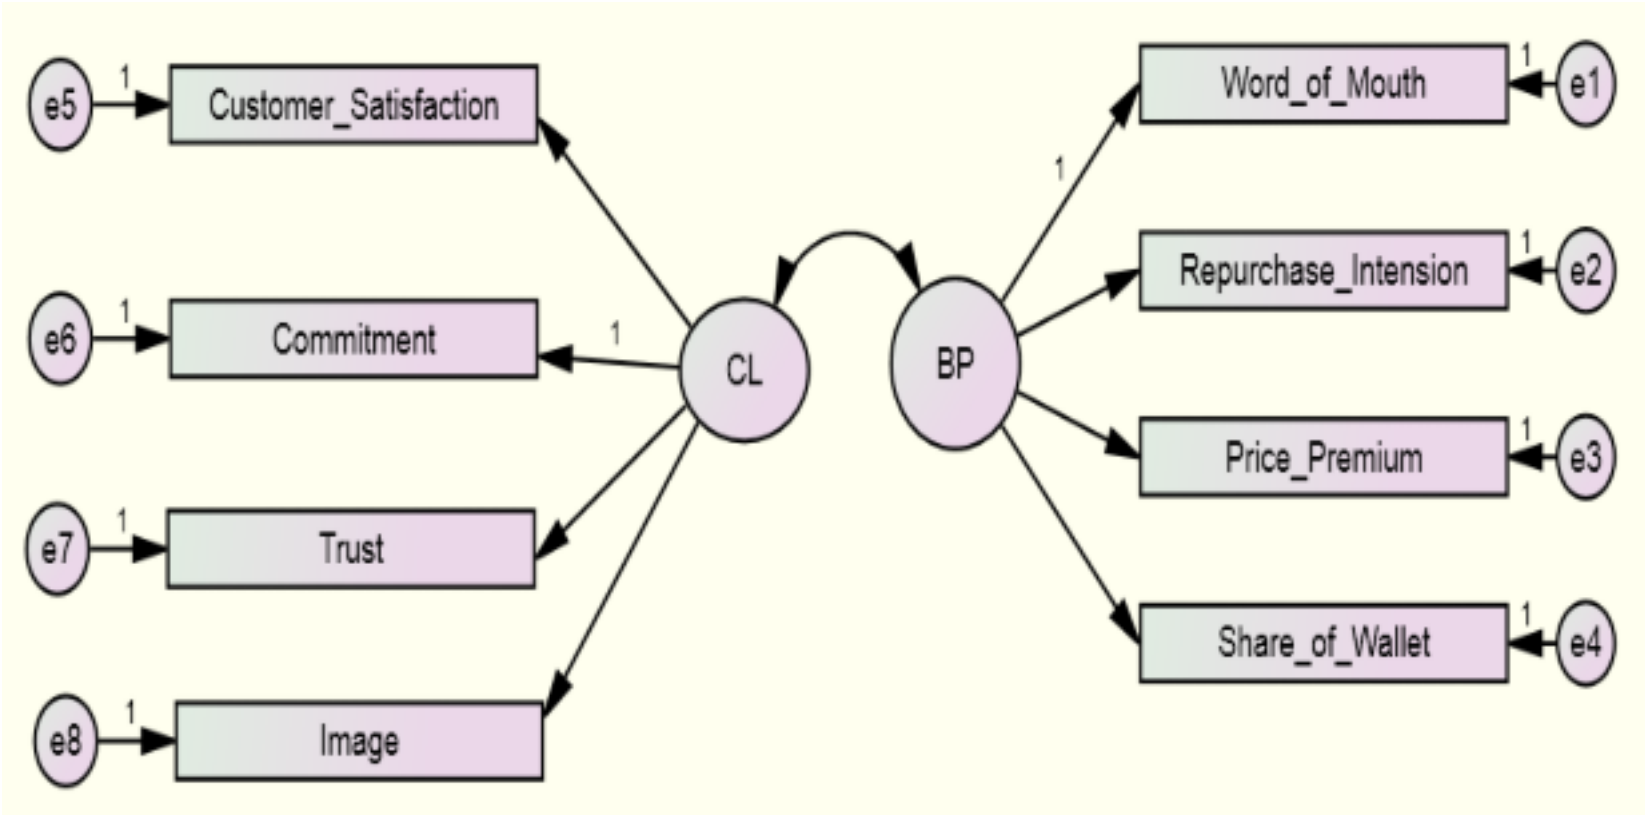 e5
1
Customer_Satisfaction
e6
1
Commitment
1
e7
1
Trust
e8
1
Image
CL
BP
1
Word_of_Mouth
1
e1
Repurchase_Intension
1
e2
Price_Premium
1
e3
Share_of_Wallet
1
e4